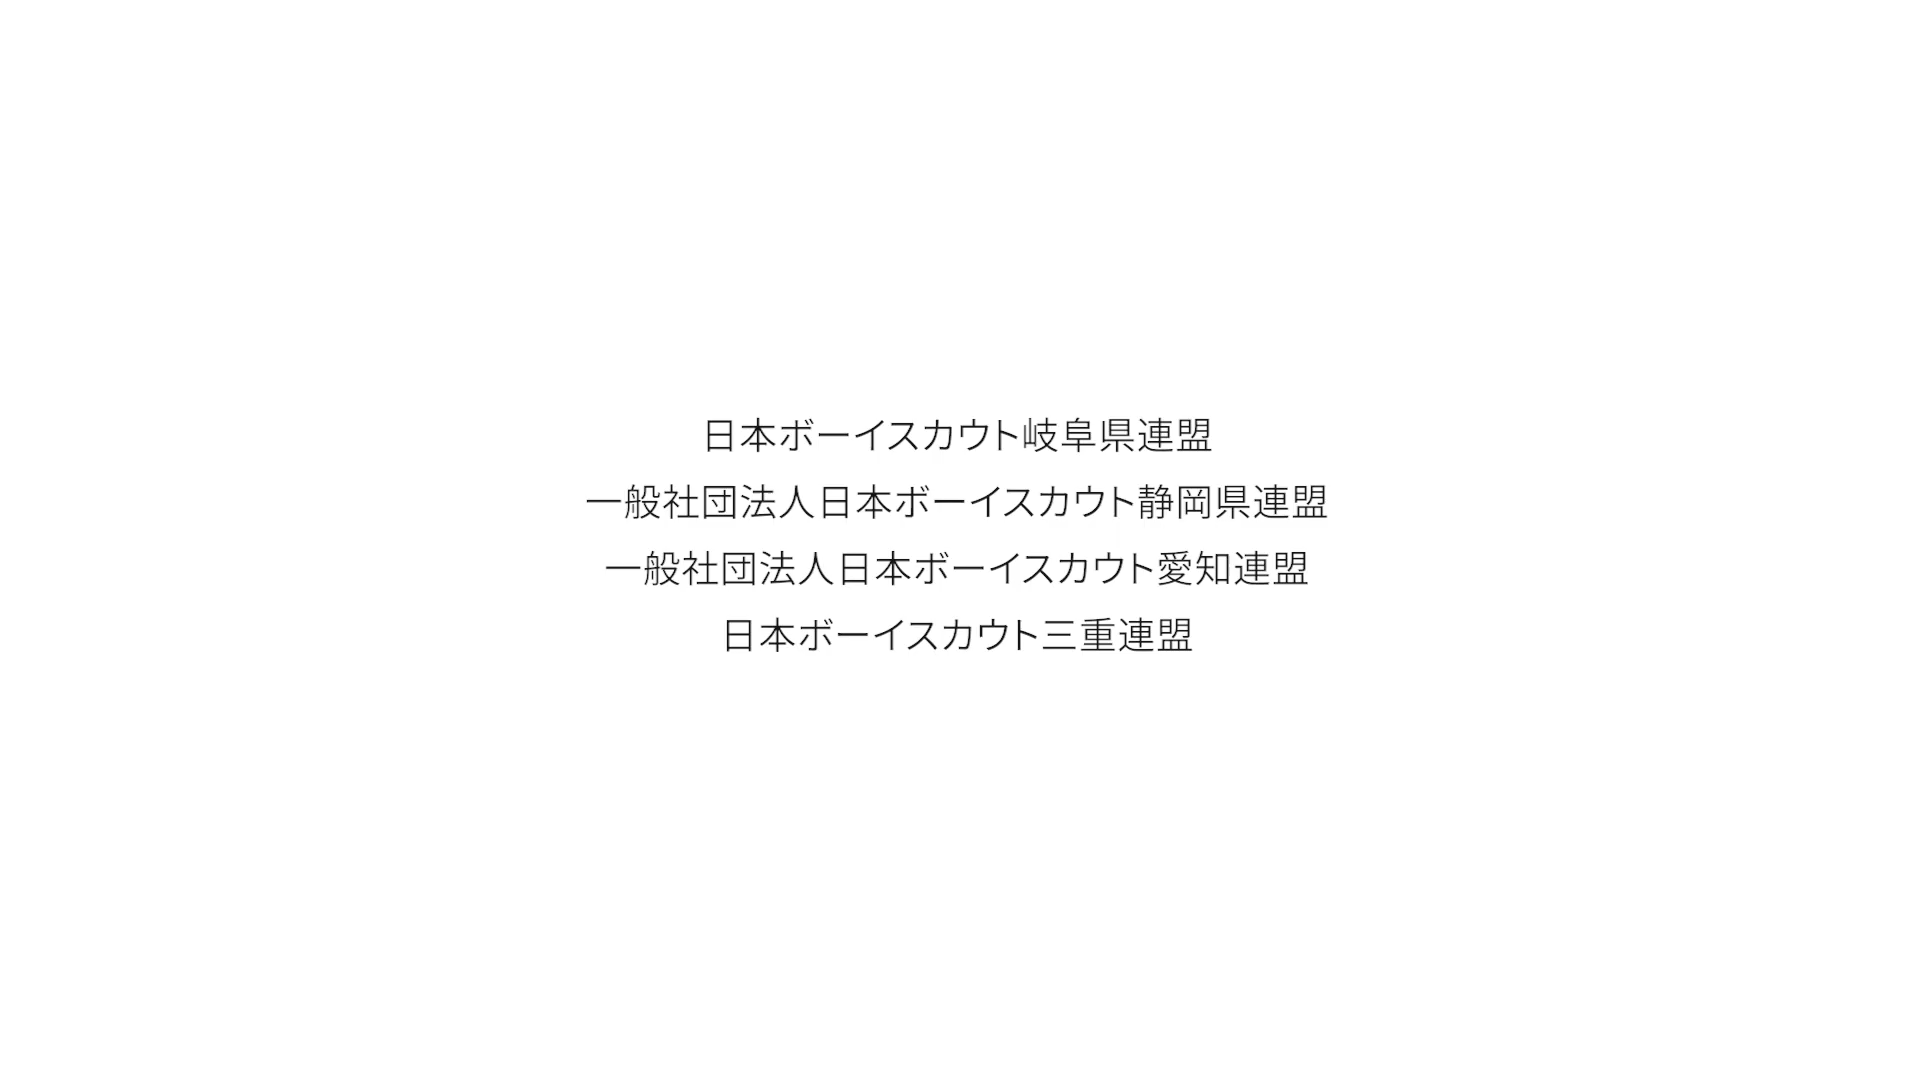 日本ボーイスカウト岐阜県連盟
一般社団法人日本ボーイスカウト静岡県連盟
一般社団法人日本ボーイスカウト愛知連盟
日本ボーイスカウト三重連盟